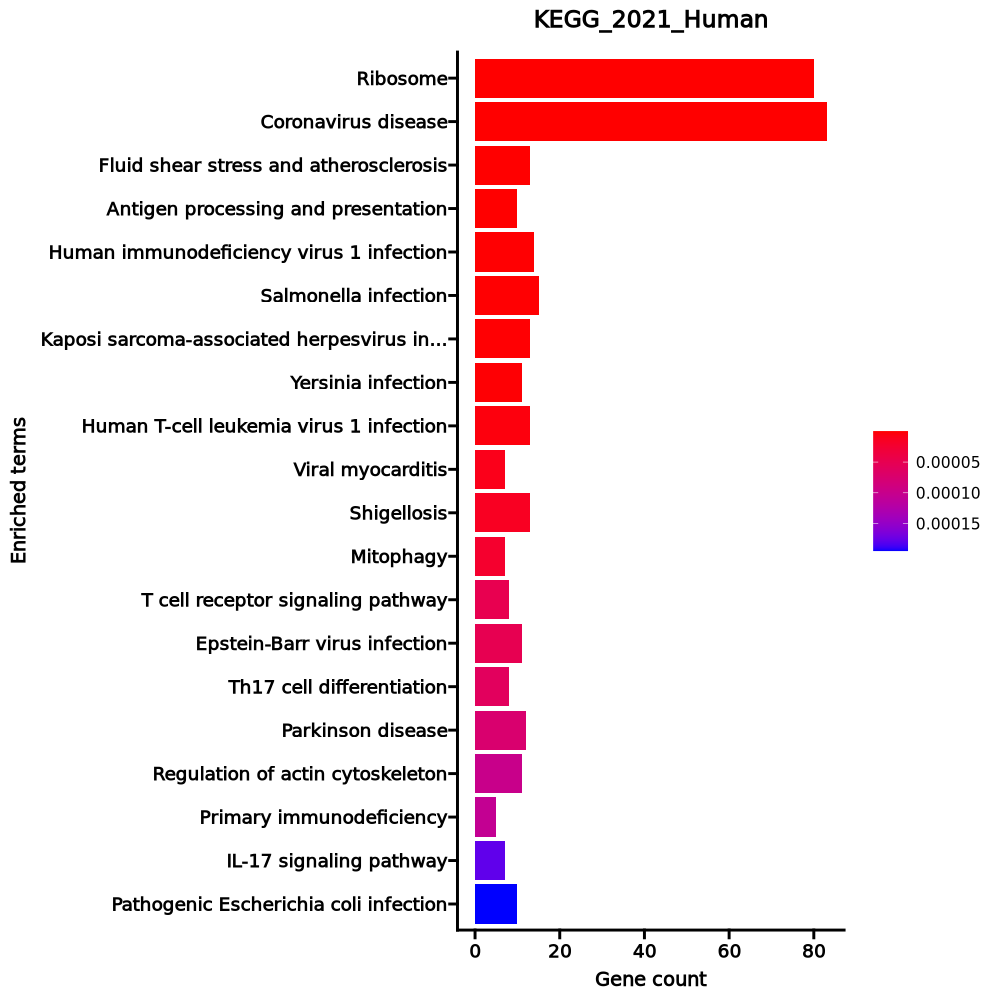 KEGG_2021_Human
Ribosome
Coronavirus disease
Fluid shear stress and atherosclerosis
Antigen processing and presentation
Human immunodeficiency virus 1 infection
Salmonella infection
Kaposi sarcoma-associated herpesvirus in...
Yersinia infection
Human T-cell leukemia virus 1 infection
Viral myocarditis
Shigellosis
Mitophagy
T cell receptor signaling pathway
Epstein-Barr virus infection
Th17 cell differentiation
Parkinson disease
Regulation of actin cytoskeleton
Primary immunodeficiency
IL-17 signaling pathway
Pathogenic Escherichia coli infection
Enriched terms
0 20 40 60 80
Gene count
0.00005
0.00010
0.00015